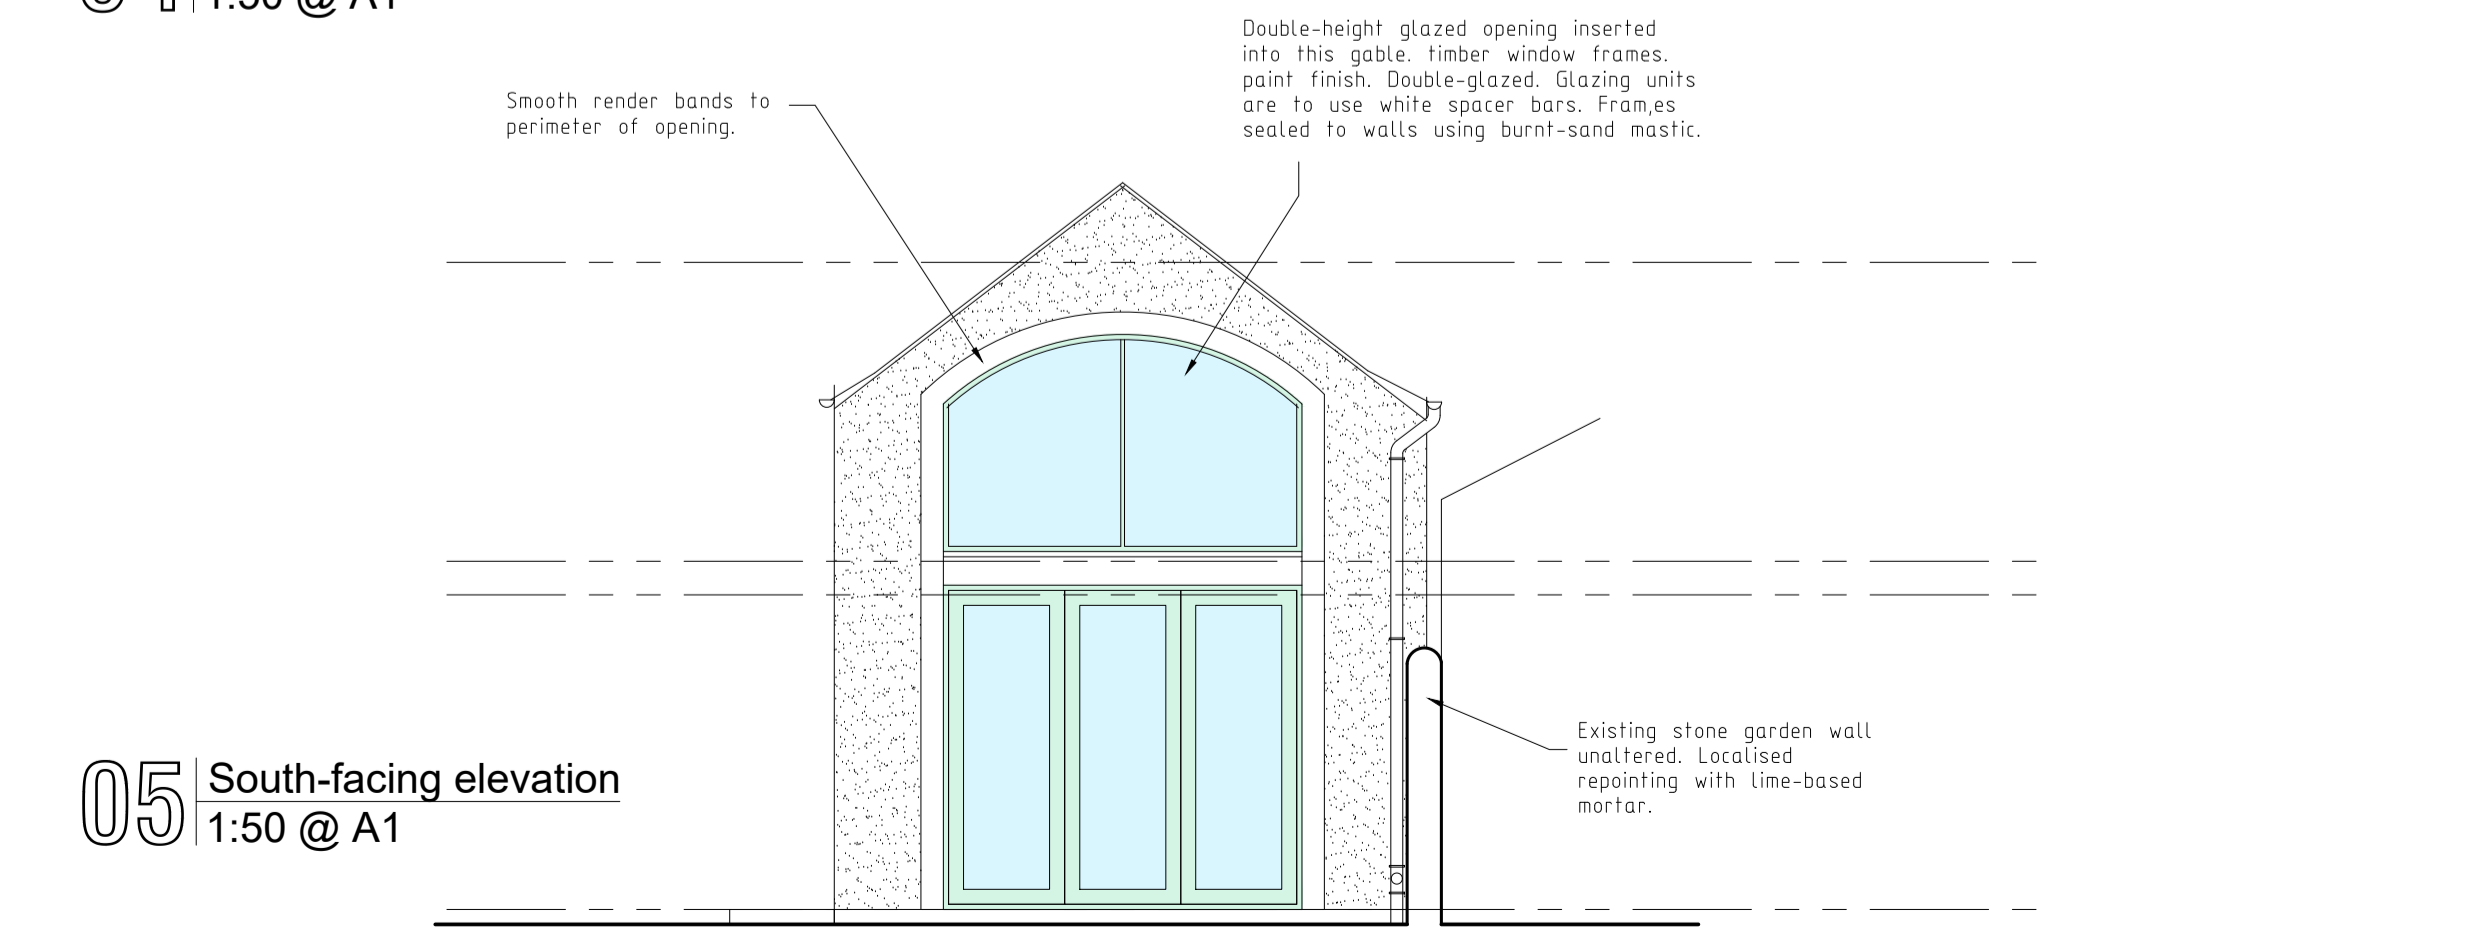 1:50 @ A1
Double-height glazed opening inserted
into this gable. timber window frames.
paint finish. Double-glazed. Glazing units
are to use white spacer bars. Fram,es
sealed to walls using burnt-sand mastic.
Smooth render bands to
perimeter of opening.
Existing stone garden wall
unaltered. Localised
repointing with lime-based
mortar.
05
South-facing elevation
1:50 @ A1